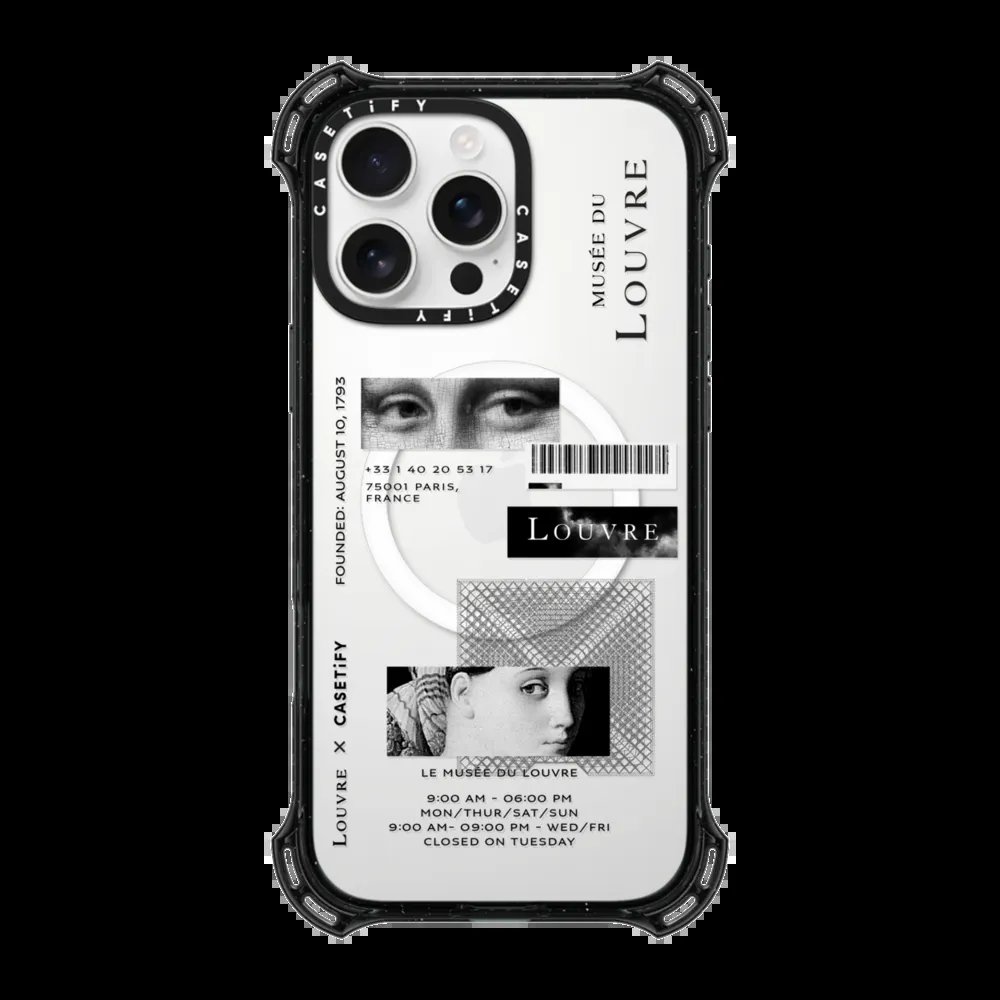 CASETiFY
CASETiFY
MUSÉE DU
LOUVRE
FOUNDED: AUGUST 10, 1793
+33 1 40 20 53 17
75001 PARIS,
FRANCE
LOUVRE
LOUVRE X CASETiFY
LE MUSÉE DU LOUVRE
9:00 AM - 06:00 PM
MON/THUR/SAT/SUN
9:00 AM- 09:00 PM - WED/FRI
CLOSED ON TUESDAY